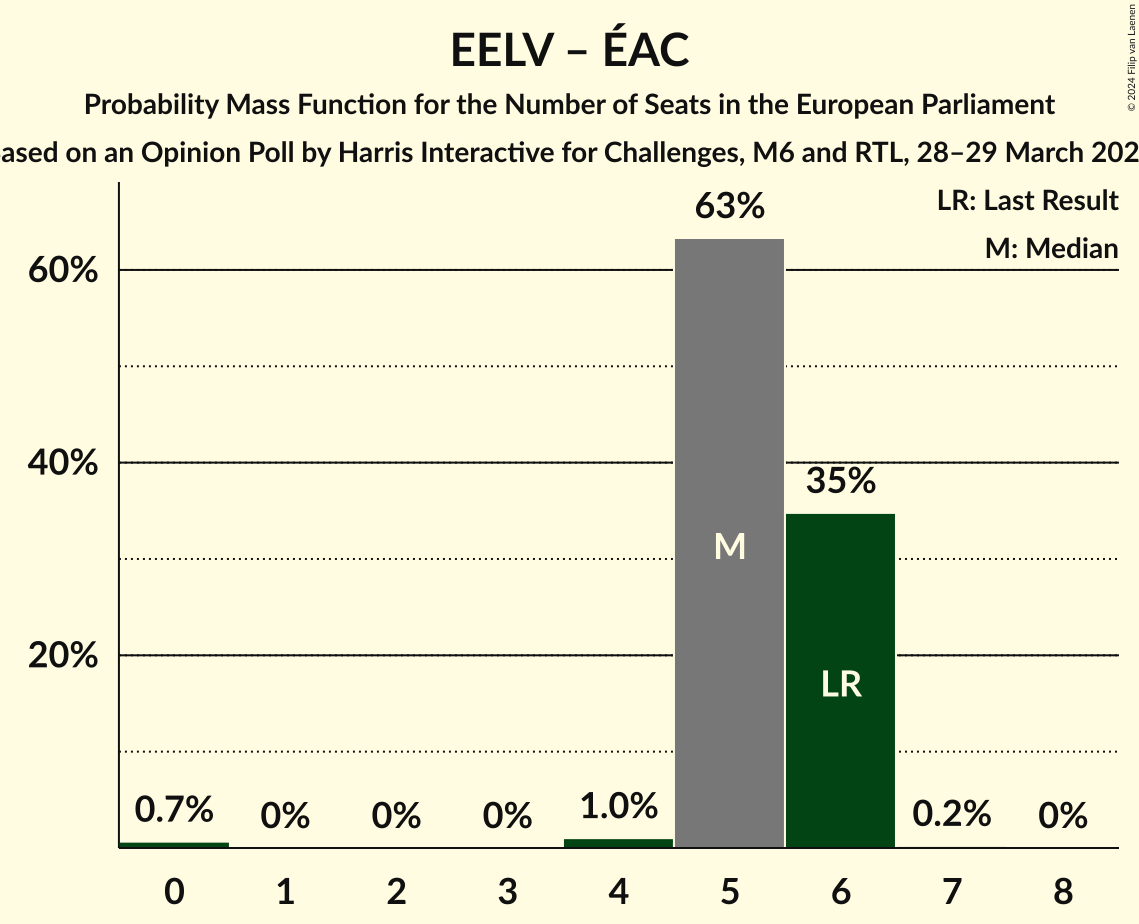 EELV – ÉAC
Probability Mass Function for the Number of Seats in the European Parliament
ased on an Opinion Poll by Harris Interactive for Challenges, M6 and RTL, 28–29 March 202
© 2024 Filip van Laenen
LR: Last Result
M: Median
60%
40%
20%
63%
35%
M
LR
0.7%
0%
0%
0%
1.0%
0.2%
0%
0 1 2 3 4 5 6 7 8